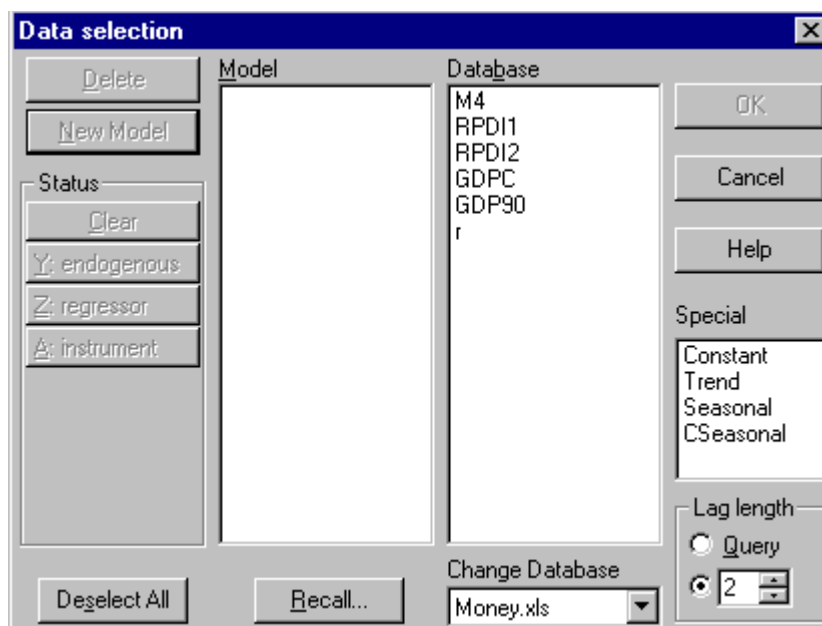 Data selection
Delete
New Model
Status
Clear
Y: endogenous
Z: regressor
A: instrument
Deselect All
Model
Recall...
Database
M4
RPDI1
RPDI2
GDPC
GDP90
r
Change Database
Money.xls
OK
Cancel
Help
Special
Constant
Trend
Seasonal
CSeasonal
Lag length
Query
2